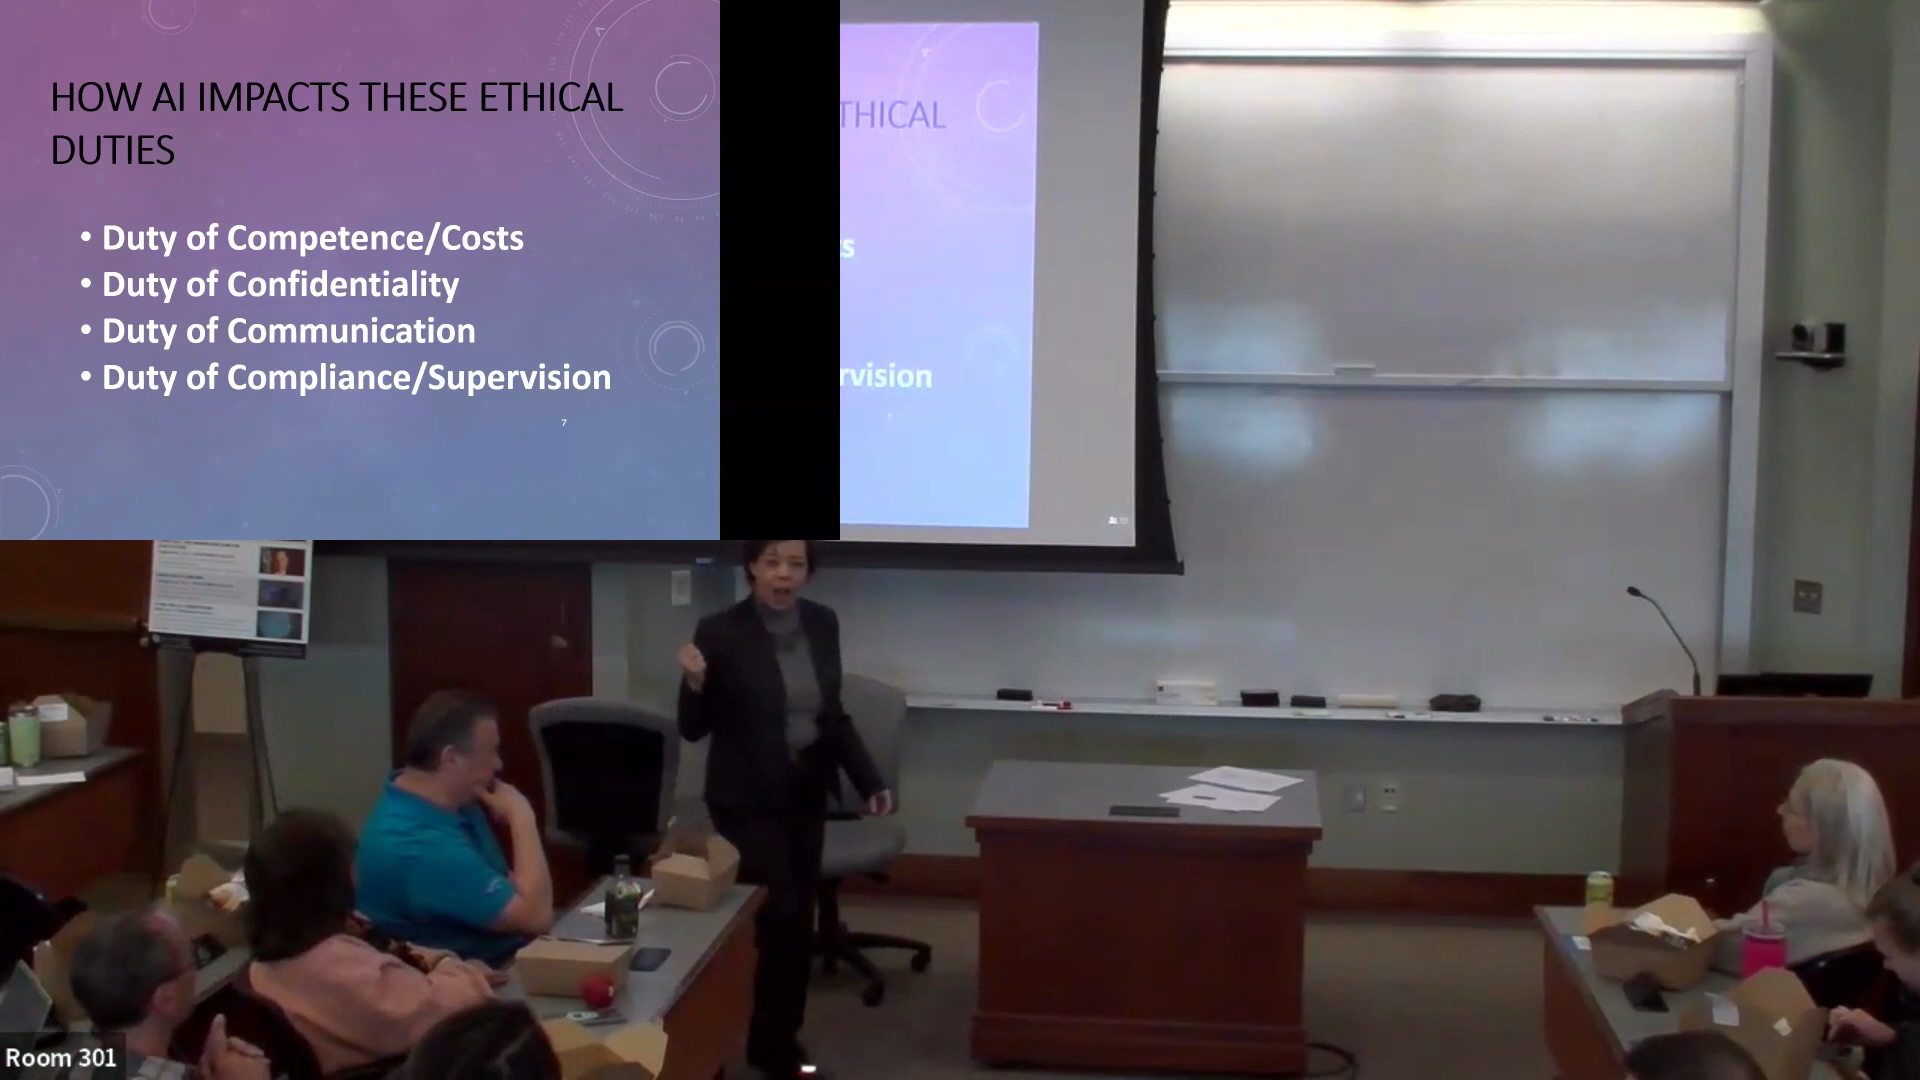 HOW AI IMPACTS THESE ETHICAL
DUTIES
• Duty of Competence/Costs
• Duty of Confidentiality
• Duty of Communication
• Duty of Compliance/Supervision
7
THICAL
ts
rvision
Room 301